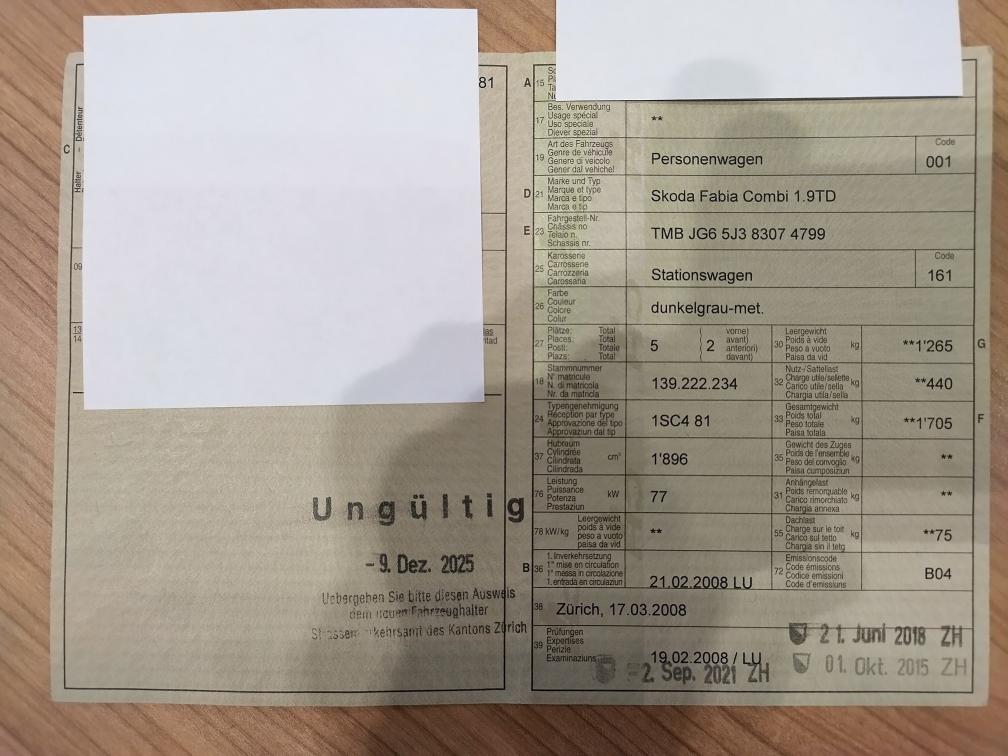 81
C
Halter - Détenteur
09
13
14
Ungültig
- 9. Dez. 2025
Uebergeben Sie bitte diesen Ausweis
dem neuen Fahrzeughalter
Strassenverkehrsamt des Kantons Zürich
A 15
17 Bes. Verwendung
Usage spécial
Uso speciale
Diever spezial
**
19 Art des Fahrzeugs
Genre de véhicule
Genere di veicolo
Gener dal vehichel
Personenwagen
Code
001
D 21 Marke und Typ
Marque et type
Marca e tipo
Marca e tip
Skoda Fabia Combi 1.9TD
E 23 Fahrgestell-Nr.
Châssis no
Telaio n.
Schassis nr.
TMB JG6 5J3 8307 4799
25 Karosserie
Carrosserie
Carrozzeria
Carossaria
Stationswagen
Code
161
26 Farbe
Couleur
Colore
Colur
dunkelgrau-met.
27 Plätze: Total
Places: Total
Posti: Totale
Plazs: Total
5 ( 2 vorne)
avant)
anteriori)
davant)
30 Leergewicht
Poids à vide
Peso a vuoto
Paisa da vid
kg
**1'265
G
18 Stammnummer
N° matricule
N. di matricola
Nr. da matricla
139.222.234
32 Nutz-/Sattellast
Charge utile/sellette
Carico utile/sella
Chargia utila/sella
kg
**440
24 Typengenehmigung
Réception par type
Approvazione del tipo
Approvaziun dal tip
1SC4 81
33 Gesamtgewicht
Poids total
Peso totale
Paisa totala
kg
**1'705
F
37 Hubraum
Cylindrée
Cilindrata
Cilindrada
cm³
1'896
35 Gewicht des Zuges
Poids de l'ensemble
Peso del convoglio
Paisa cumposiziun
kg
**
76 Leistung
Puissance
Potenza
Prestaziun
kW
77
31 Anhängelast
Poids remorquable
Carico rimorchiato
Chargia annexa
kg
**
78 kW/kg Leergewicht
poids à vide
peso a vuoto
paisa da vid
**
55 Dachlast
Charge sur le toit
Carico sul tetto
Chargia sin il tetg
kg
**75
B 36 1. Inverkehrsetzung
1re mise en circulation
1a messa in circolazione
1. entrada en circulaziun
21.02.2008 LU
72 Emissionscode
Code émissions
Codice emissioni
Code d'emissiuns
B04
38 Zürich, 17.03.2008
39 Prüfungen
Expertises
Perizie
Examinaziuns
19.02.2008 / LU
21. Juni 2018 ZH
- 2. Sep. 2021 ZH
01. Okt. 2015 ZH